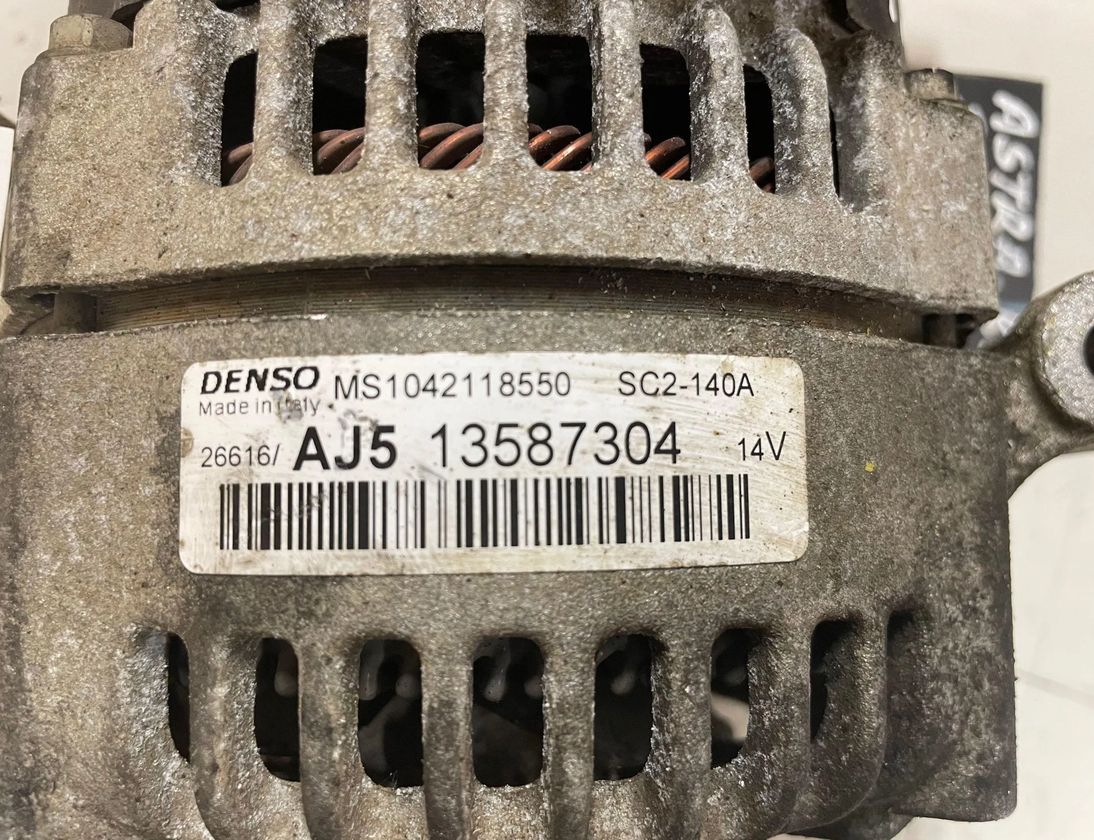 DENSO MS1042118550 SC2-140A
Made in Italy
26616/ AJ5 13587304 14V
ASTRA